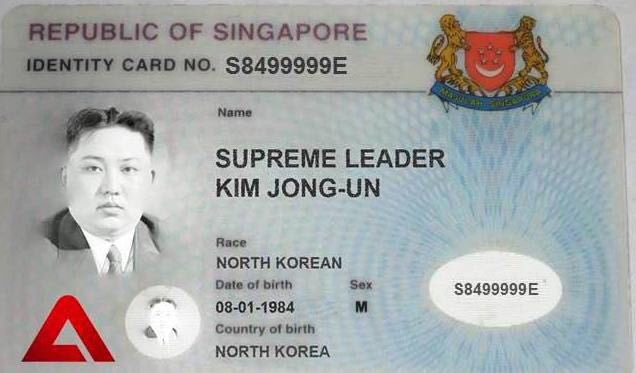 REPUBLIC OF SINGAPORE
IDENTITY CARD NO. S8499999E
MAJULAH SINGAPURA
Name
SUPREME LEADER
KIM JONG-UN
Race
NORTH KOREAN
Date of birth Sex
08-01-1984 M
S8499999E
Country of birth
NORTH KOREA